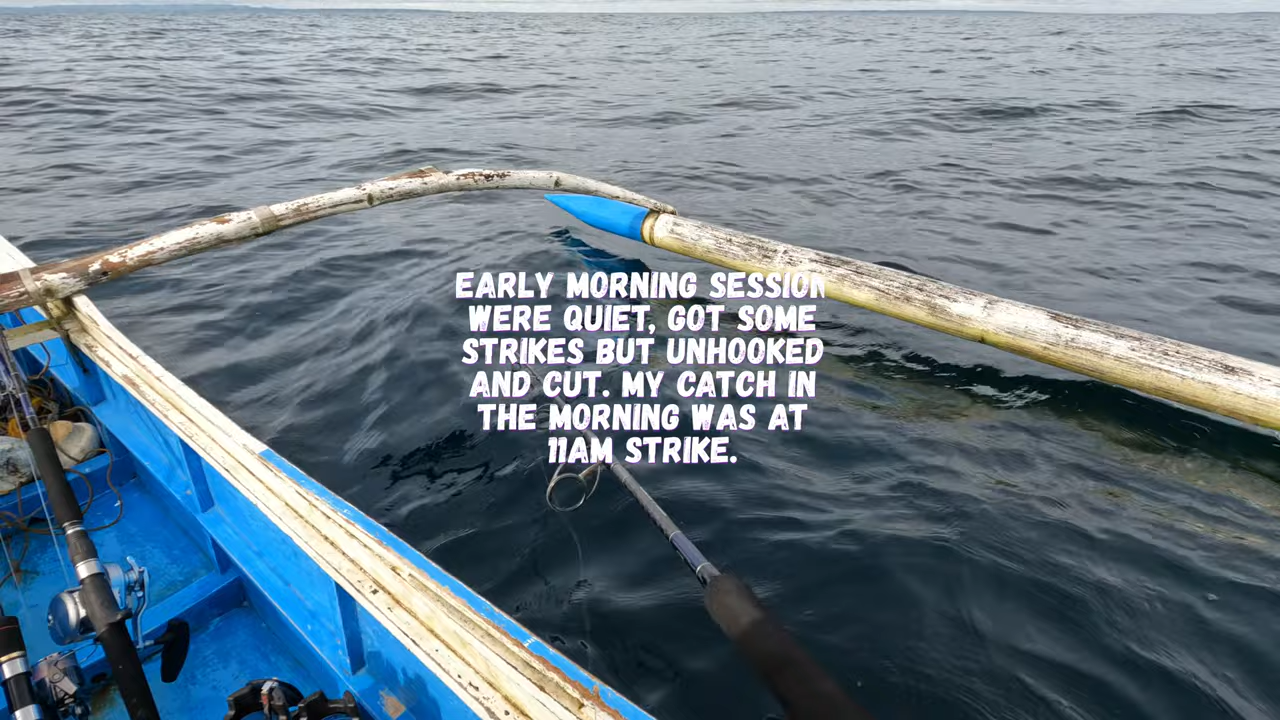 EARLY MORNING SESSION
WERE QUIET, GOT SOME
STRIKES BUT UNHOOKED
AND CUT. MY CATCH IN
THE MORNING WAS AT
11AM STRIKE.